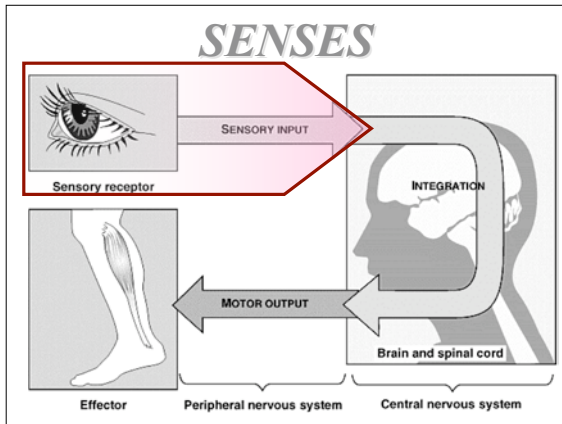 SENSES
SENSORY INPUT
Sensory receptor
INTEGRATION
MOTOR OUTPUT
Brain and spinal cord
Effector
Peripheral nervous system
Central nervous system